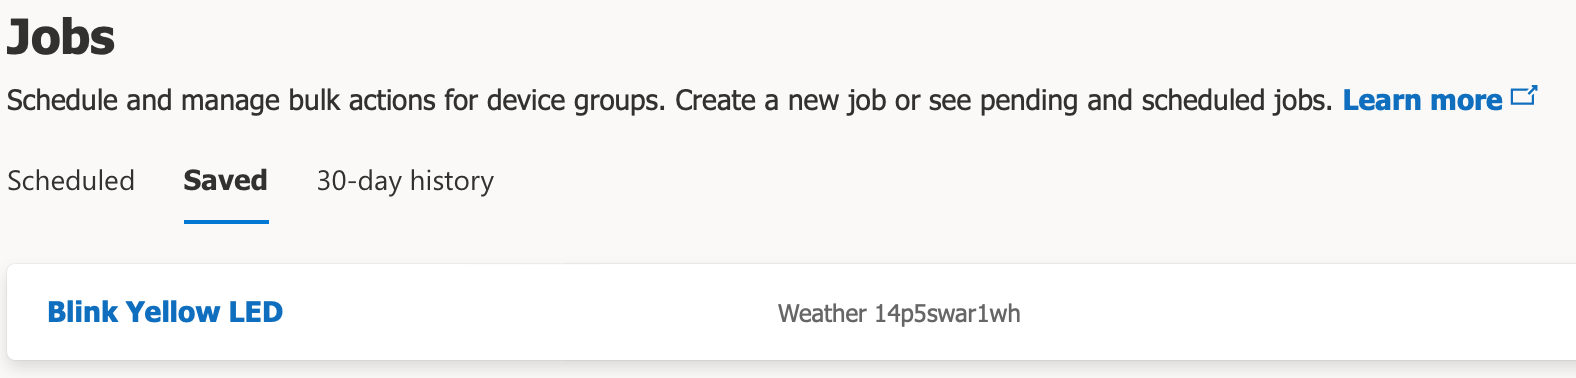 Jobs
Schedule and manage bulk actions for device groups. Create a new job or see pending and scheduled jobs. Learn more
Scheduled Saved 30-day history
Blink Yellow LED Weather 14p5swar1wh